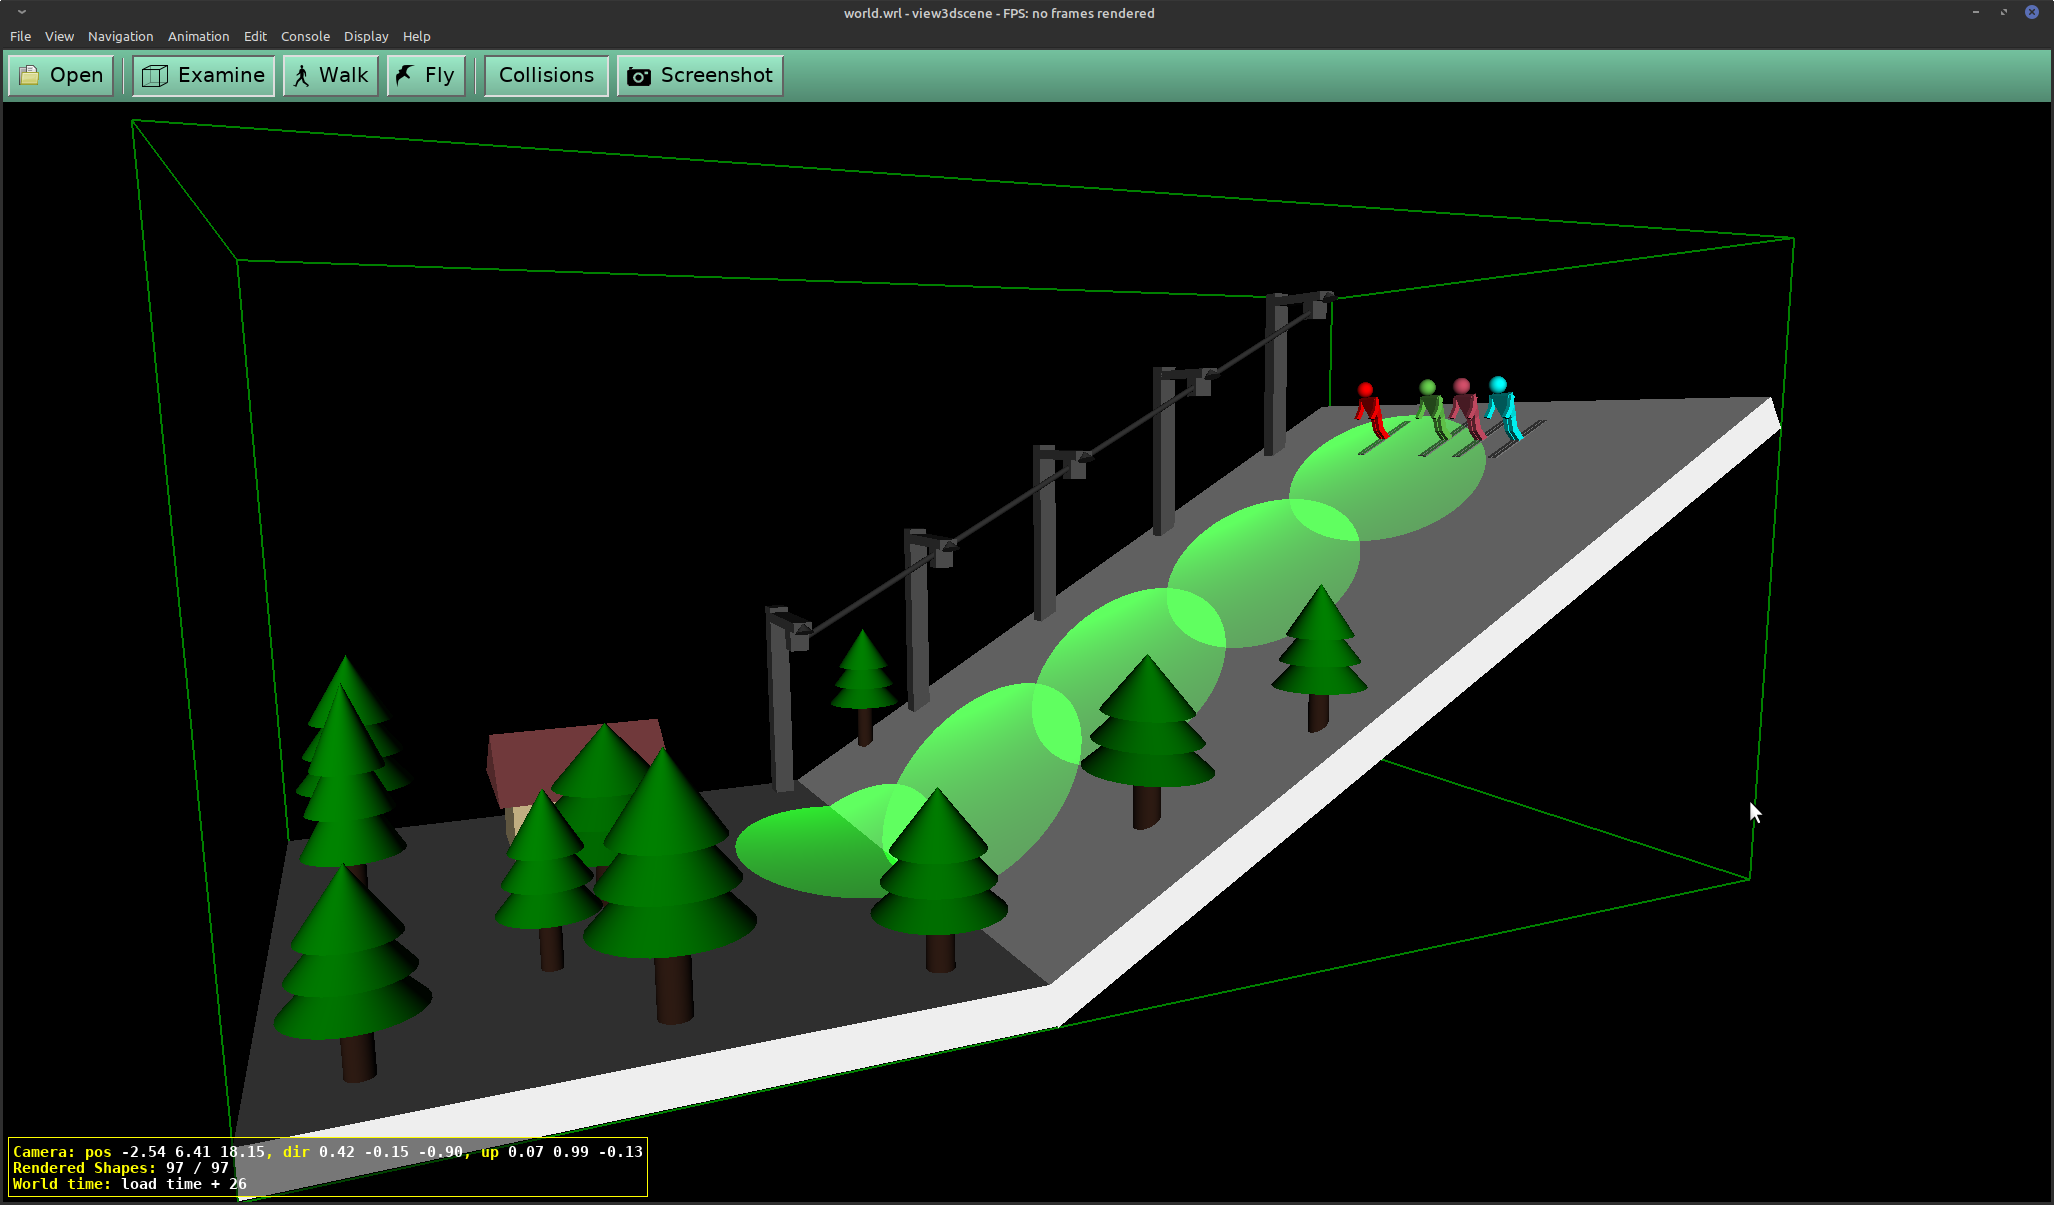 world.wrl - view3dscene - FPS: no frames rendered
File View Navigation Animation Edit Console Display Help
Open Examine Walk Fly Collisions Screenshot
Camera: pos -2.54 6.41 18.15, dir 0.42 -0.15 -0.90, up 0.07 0.99 -0.13
Rendered Shapes: 97 / 97
World time: load time + 26